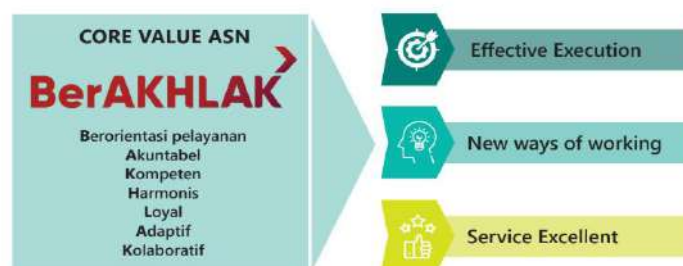 CORE VALUE ASN
BerAKHLAK
Berorientasi pelayanan
Akuntabel
Kompeten
Harmonis
Loyal
Adaptif
Kolaboratif
Effective Execution
New ways of working
Service Excellent